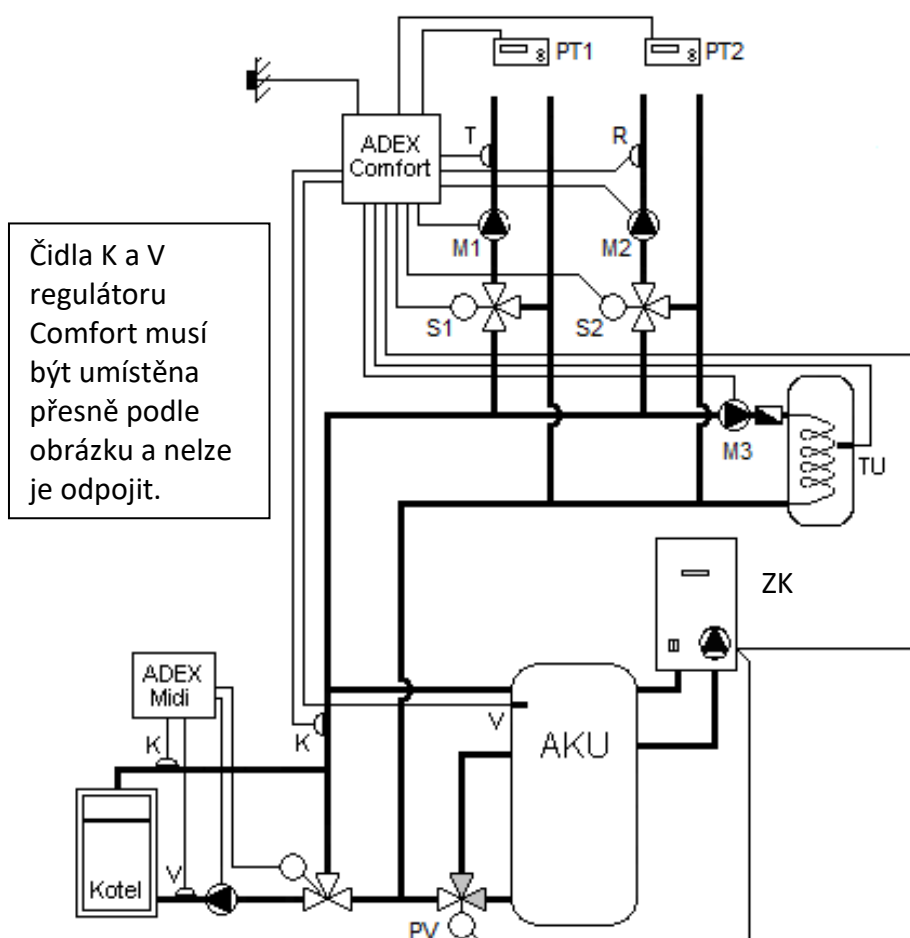 PT1
PT2
ADEX
Comfort
T
R
M1
M2
S1
S2
Čidla K a V
regulátoru
Comfort musí
být umístěna
přesně podle
obrázku a nelze
je odpojit.
M3
TU
ZK
ADEX
Midi
K
K
V
AKU
V
Kotel
PV